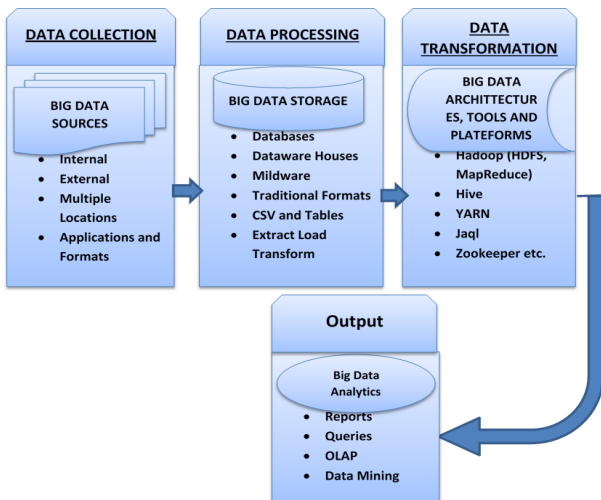 DATA COLLECTION
BIG DATA
SOURCES
• Internal
• External
• Multiple
Locations
• Applications and
Formats
DATA PROCESSING
BIG DATA STORAGE
• Databases
• Dataware Houses
• Mildware
• Traditional Formats
• CSV and Tables
• Extract Load
Transform
DATA
TRANSFORMATION
BIG DATA
ARCHITTECTUR
ES, TOOLS AND
PLATEFORMS
• Hadoop (HDFS,
MapReduce)
• Hive
• YARN
• Jaql
• Zookeeper etc.
Output
Big Data
Analytics
• Reports
• Queries
• OLAP
• Data Mining